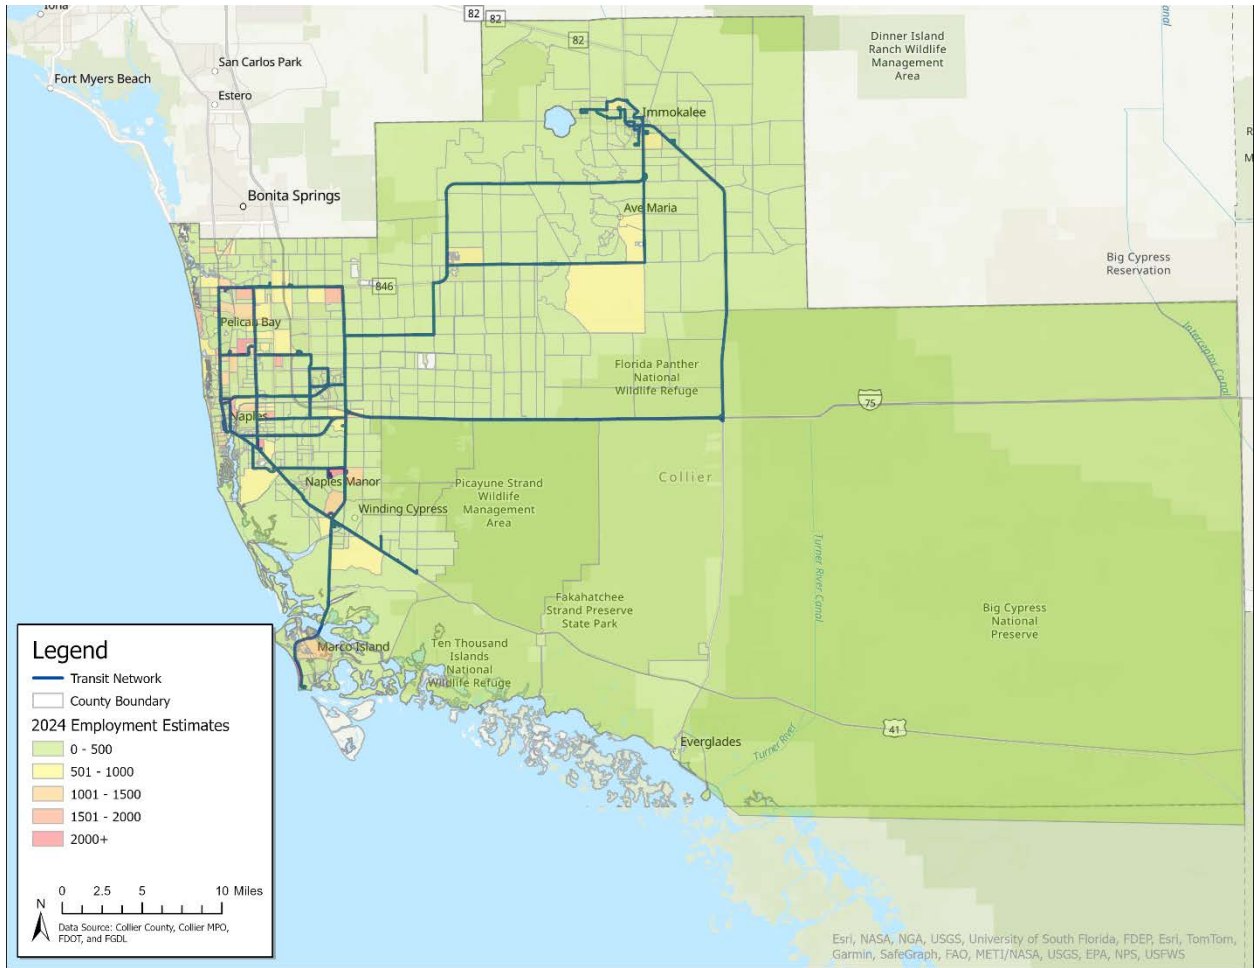 Iona
82
82
82
Dinner Island
Ranch Wildlife
Management
Area
San Carlos Park
Fort Myers Beach
Estero
Immokalee
Bonita Springs
Ave Maria
Big Cypress
Reservation
846
Pelican Bay
Interceptor Canal
Florida Panther
National
Wildlife Refuge
75
Naples
Collier
Naples Manor
Picayune Strand
Wildlife
Management
Area
Winding Cypress
Turner River Canal
Fakahatchee
Strand Preserve
State Park
Big Cypress
National
Preserve
Marco Island
Ten Thousand
Islands
National
Wildlife Refuge
41
Everglades
Turner River
Legend
Transit Network
County Boundary
2024 Employment Estimates
0 - 500
501 - 1000
1001 - 1500
1501 - 2000
2000+
0 2.5 5 10 Miles
N
Data Source: Collier County, Collier MPO,
FDOT, and FGDL
Esri, NASA, NGA, USGS, University of South Florida, FDEP, Esri, TomTom,
Garmin, SafeGraph, FAO, METI/NASA, USGS, EPA, NPS, USFWS